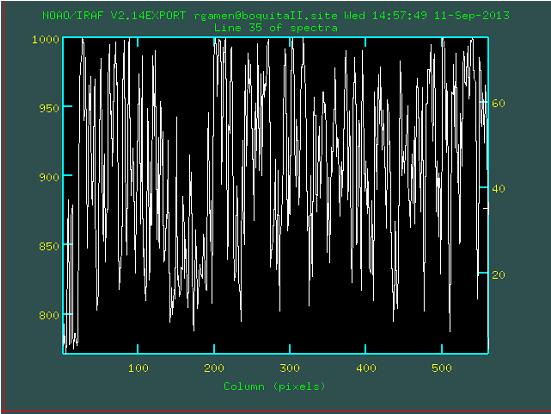 NOAO/IRAF V2.14EXPORT rgamen@boquitaII.site Wed 14:57:49 11-Sep-2013
Line 35 of spectra
1000
950
900
850
800
60
40
20
100 200 300 400 500
Column (pixels)